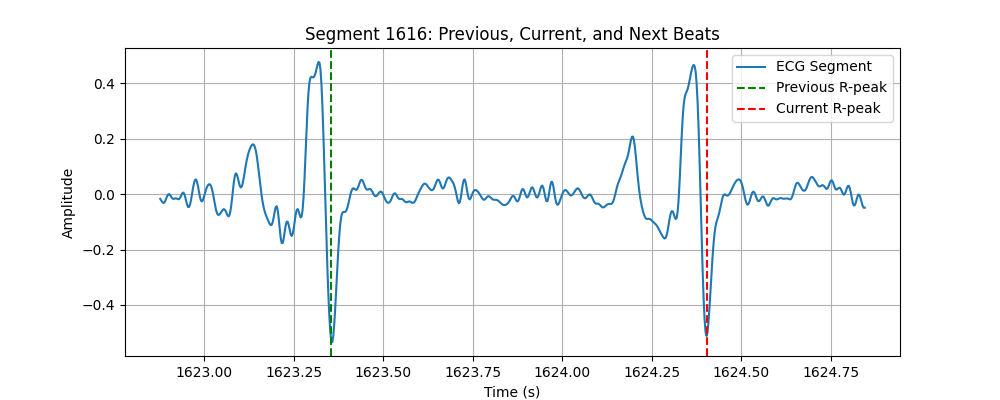 Segment 1616: Previous, Current, and Next Beats
ECG Segment
Previous R-peak
Current R-peak
Amplitude
0.4
0.2
0.0
−0.2
−0.4
1623.00 1623.25 1623.50 1623.75 1624.00 1624.25 1624.50 1624.75
Time (s)